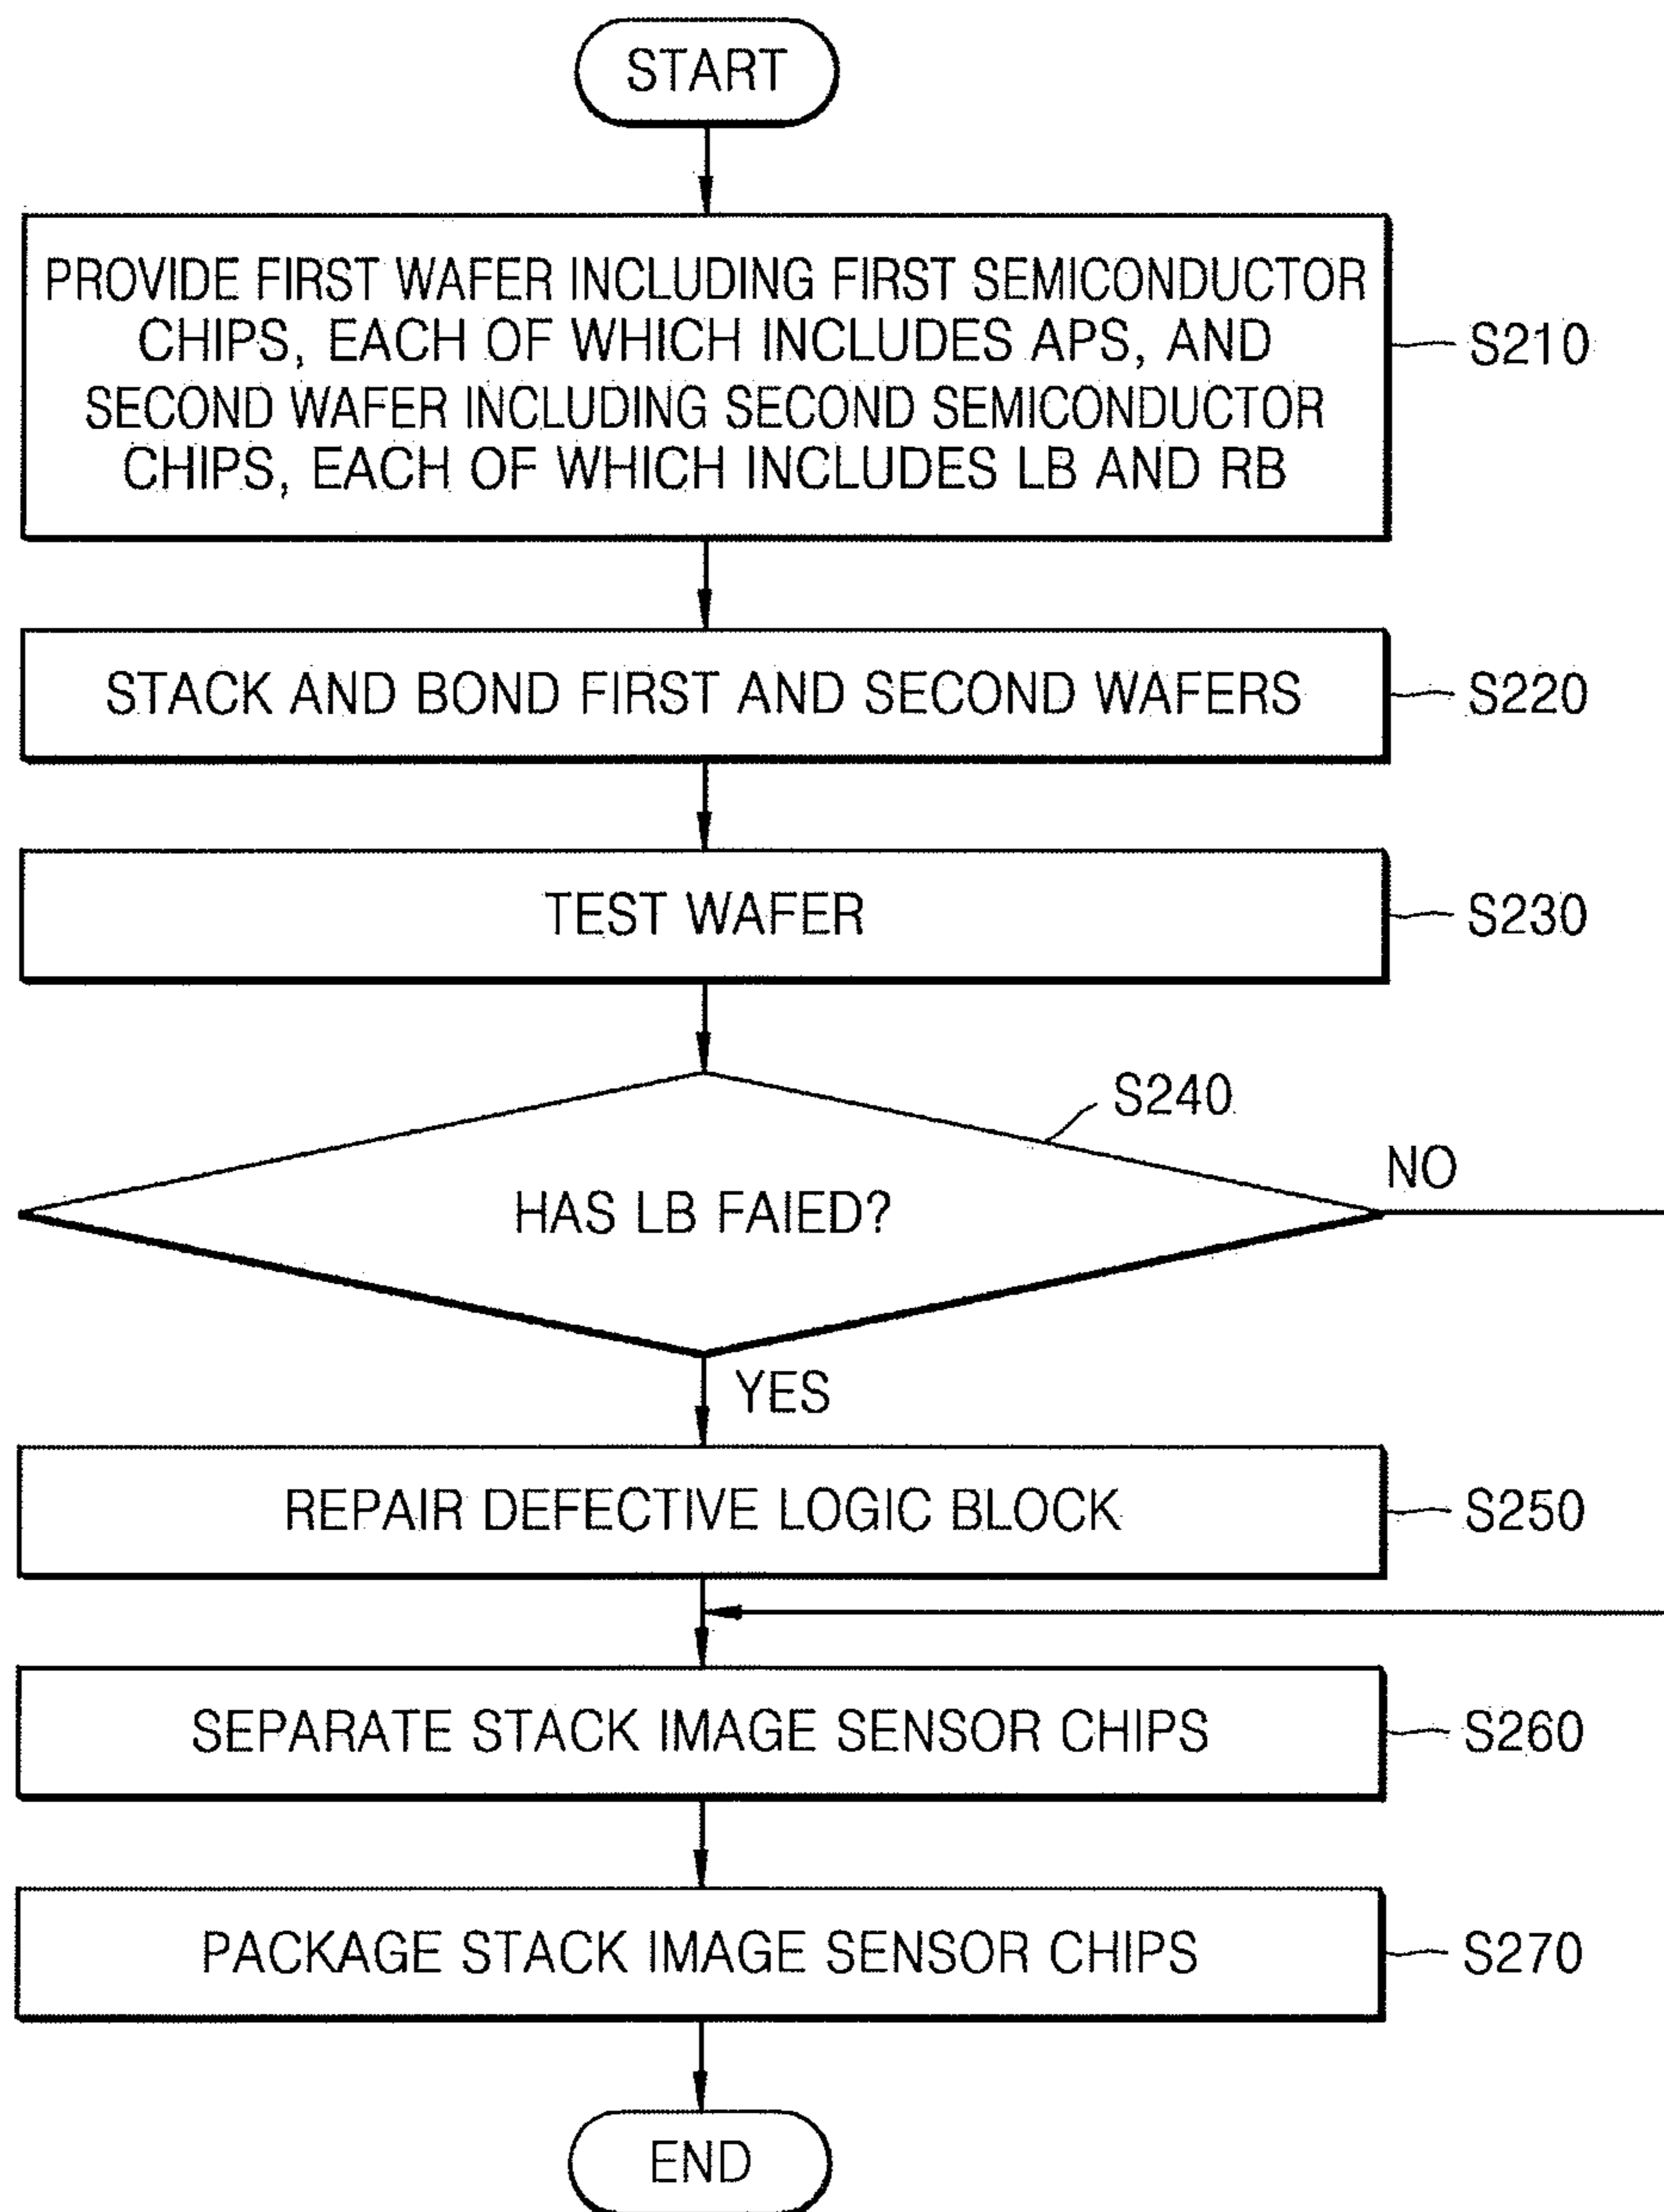 START
PROVIDE FIRST WAFER INCLUDING FIRST SEMICONDUCTOR
CHIPS, EACH OF WHICH INCLUDES APS, AND
SECOND WAFER INCLUDING SECOND SEMICONDUCTOR
CHIPS, EACH OF WHICH INCLUDES LB AND RB
S210
STACK AND BOND FIRST AND SECOND WAFERS
S220
TEST WAFER
S230
S240
HAS LB FAIED?
NO
YES
REPAIR DEFECTIVE LOGIC BLOCK
S250
SEPARATE STACK IMAGE SENSOR CHIPS
S260
PACKAGE STACK IMAGE SENSOR CHIPS
S270
END